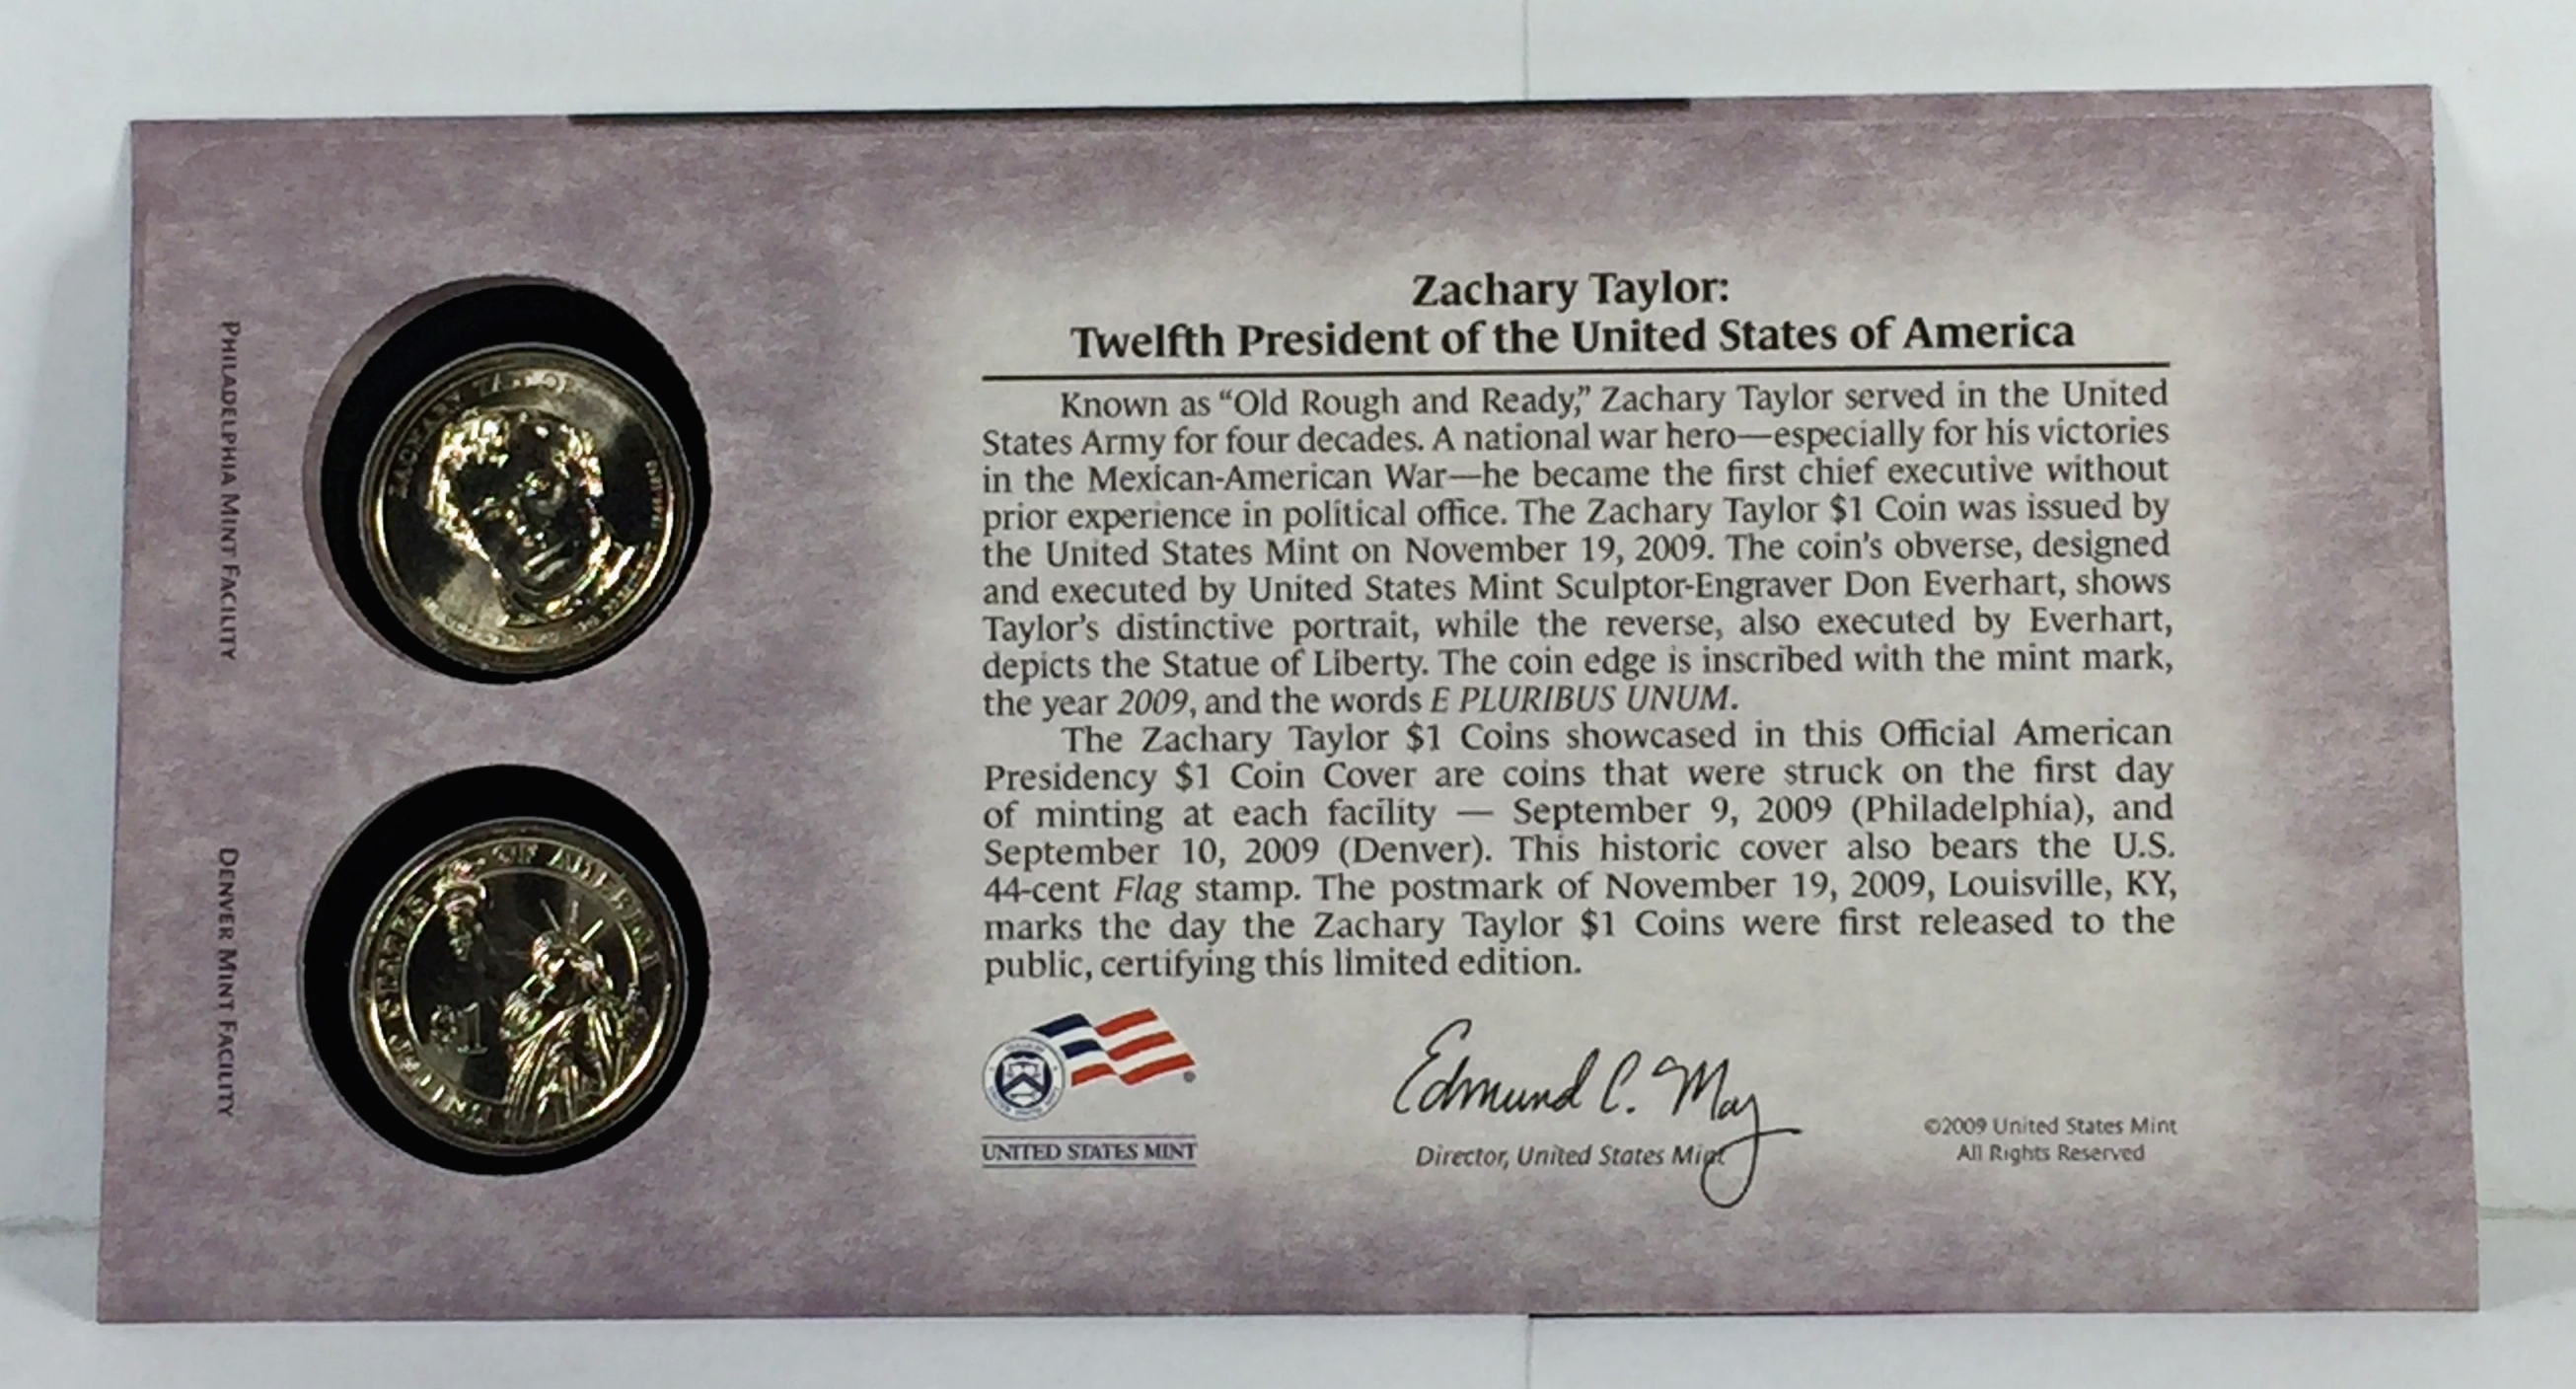 PHILADELPHIA MINT FACILITY
DENVER MINT FACILITY
ZACHARY TAYLOR
STATES OF AMERICA
$1
Zachary Taylor:
Twelfth President of the United States of America
Known as “Old Rough and Ready,” Zachary Taylor served in the United
States Army for four decades. A national war hero—especially for his victories
in the Mexican-American War—he became the first chief executive without
prior experience in political office. The Zachary Taylor $1 Coin was issued by
the United States Mint on November 19, 2009. The coin's obverse, designed
and executed by United States Mint Sculptor-Engraver Don Everhart, shows
Taylor's distinctive portrait, while the reverse, also executed by Everhart,
depicts the Statue of Liberty. The coin edge is inscribed with the mint mark,
the year 2009, and the words E PLURIBUS UNUM.
The Zachary Taylor $1 Coins showcased in this Official American
Presidency $1 Coin Cover are coins that were struck on the first day
of minting at each facility — September 9, 2009 (Philadelphia), and
September 10, 2009 (Denver). This historic cover also bears the U.S.
44-cent Flag stamp. The postmark of November 19, 2009, Louisville, KY,
marks the day the Zachary Taylor $1 Coins were first released to the
public, certifying this limited edition.
UNITED STATES MINT
Edmund C. Moy
Director, United States Mint
©2009 United States Mint
All Rights Reserved